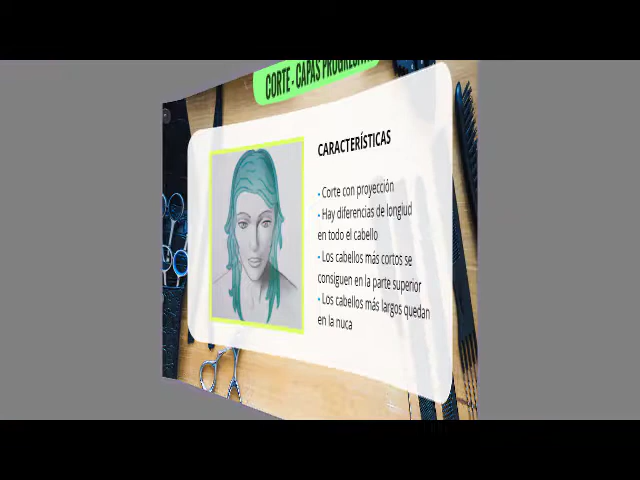 CORTE - CAPAS
CARACTERÍSTICAS
• Corte con proyección
• Hay diferencias de longiud
en todo el cabello
• Los cabellos más cortos se
consiguen en la parte superior
• Los cabellos más largos quedan
en la nuca